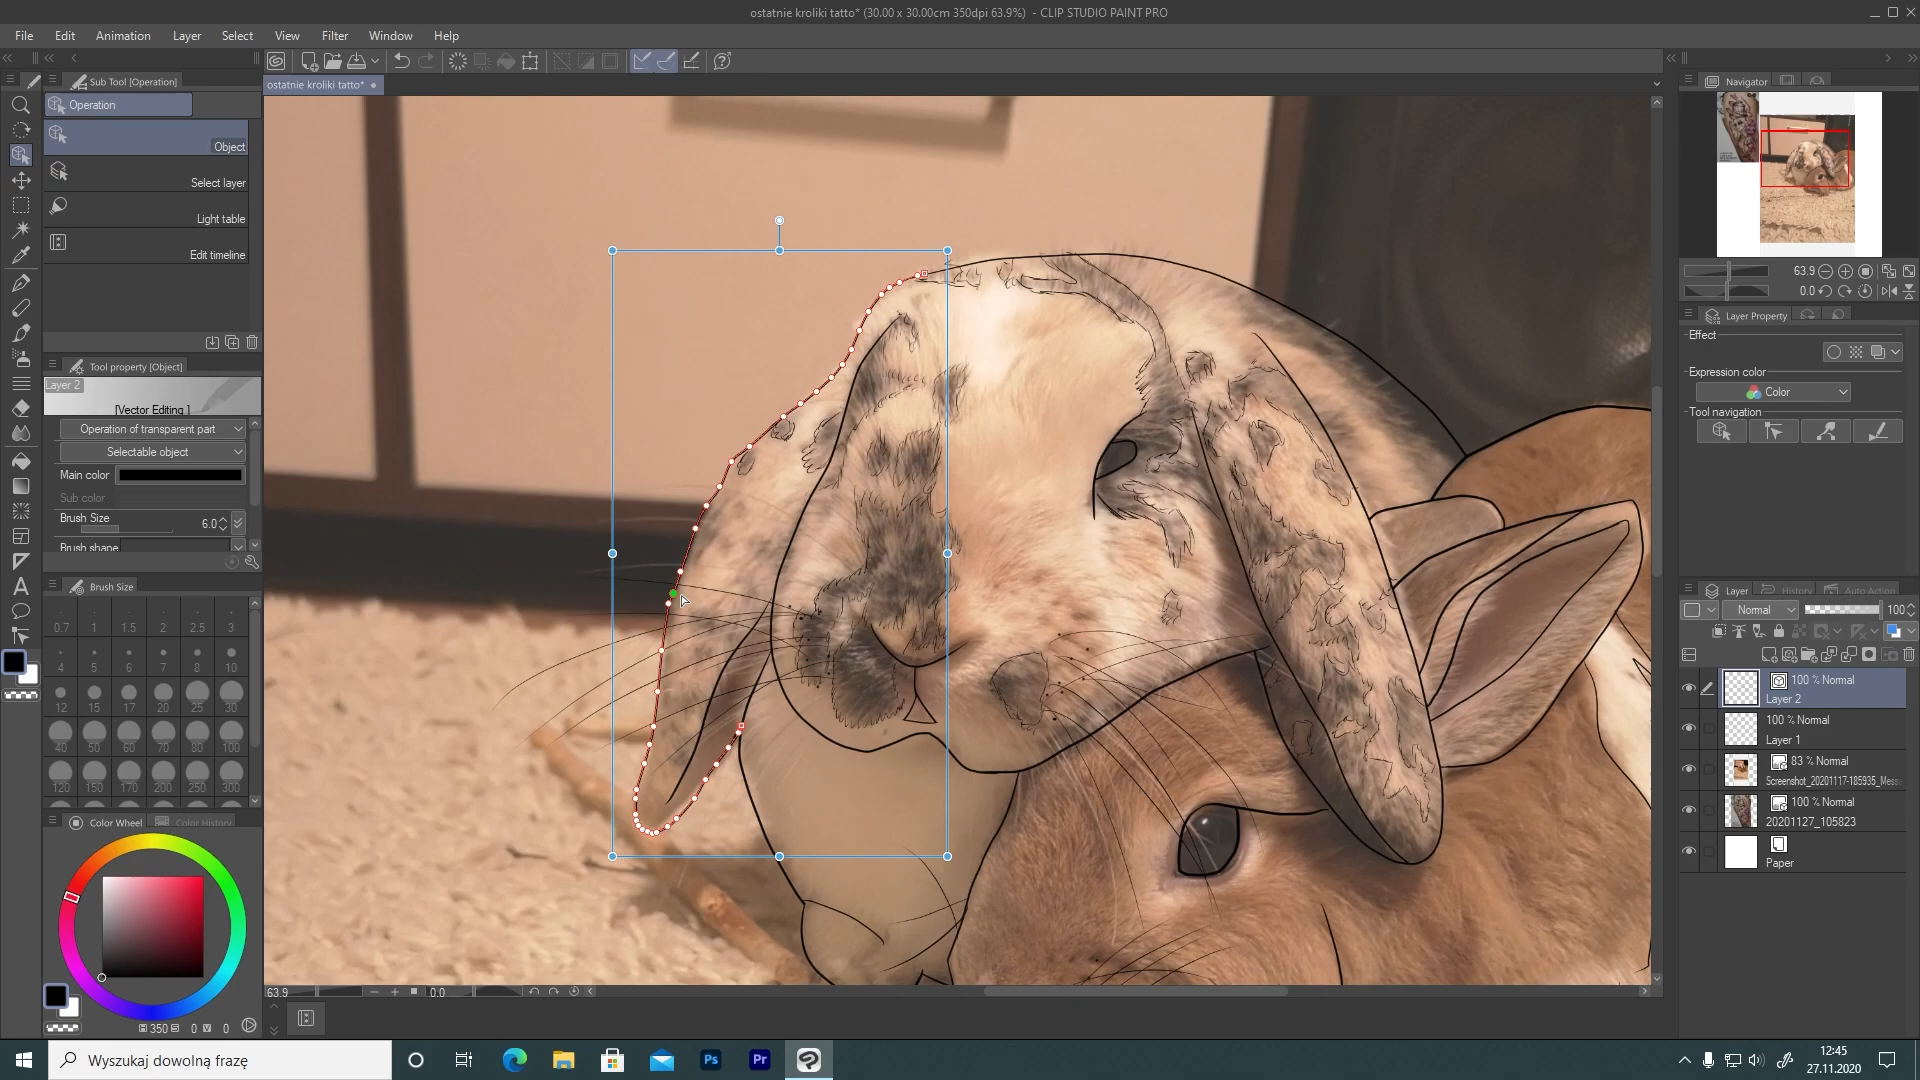 ostatnie kroliki tatto* (30.00 x 30.00cm 350dpi 63.9%) - CLIP STUDIO PAINT PRO
File Edit Animation Layer Select View Filter Window Help
Sub Tool [Operation]
ostatnie kroliki tatto*
Navigator
Operation
Object
Select layer
Light table
Edit timeline
63.9
0.0
Layer Property
Effect
Expression color
Color
Tool navigation
Tool property [Object]
Layer 2
[Vector Editing ]
Operation of transparent part
Selectable object
Main color
Sub color
Brush Size 6.0
Brush shape
Brush Size
0.7 1 1.5 2 2.5 3
4 5 6 7 8 10
12 15 17 20 25 30
40 50 60 70 80 100
120 150 170 200 250 300
Layer History Auto Action
Normal 100
100 % Normal
Layer 2
100 % Normal
Layer 1
83 % Normal
Screenshot_20201117-185935_Mess
100 % Normal
20201127_105823
Paper
Color Wheel Color History
H 350 S 0 V 0
63.9 0.0
Wyszukaj dowolną frazę
Ps
Pr
12:45
27.11.2020